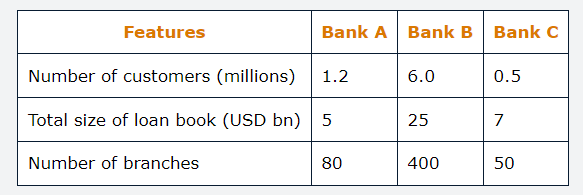 Features Bank A Bank B Bank C
Number of customers (millions) 1.2 6.0 0.5
Total size of loan book (USD bn) 5 25 7
Number of branches 80 400 50